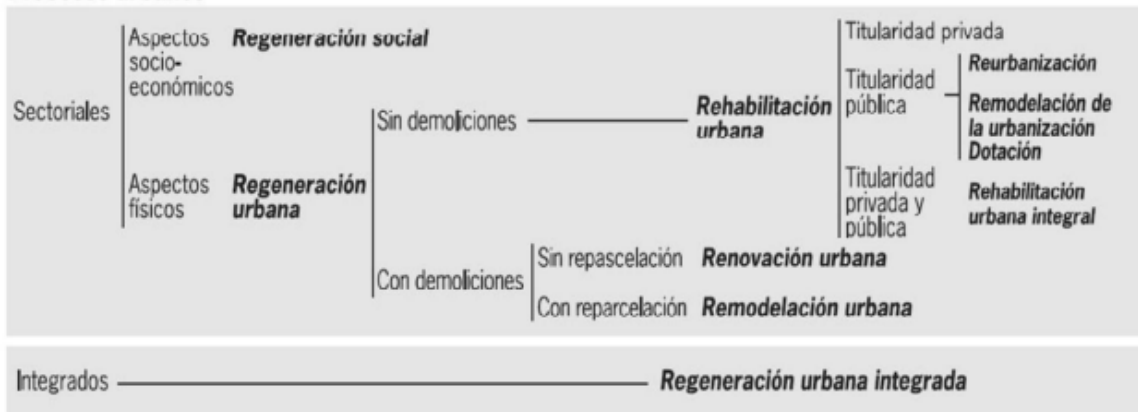 Sectoriales
Aspectos
socio-
económicos
Regeneración social
Aspectos
físicos
Regeneración
urbana
Sin demoliciones
Rehabilitación
urbana
Titularidad privada
Titularidad
pública
Reurbanización
Remodelación de
la urbanización
Dotación
Titularidad
privada y
pública
Rehabilitación
urbana integral
Con demoliciones
Sin repascelación
Renovación urbana
Con reparcelación
Remodelación urbana
Integrados
Regeneración urbana integrada